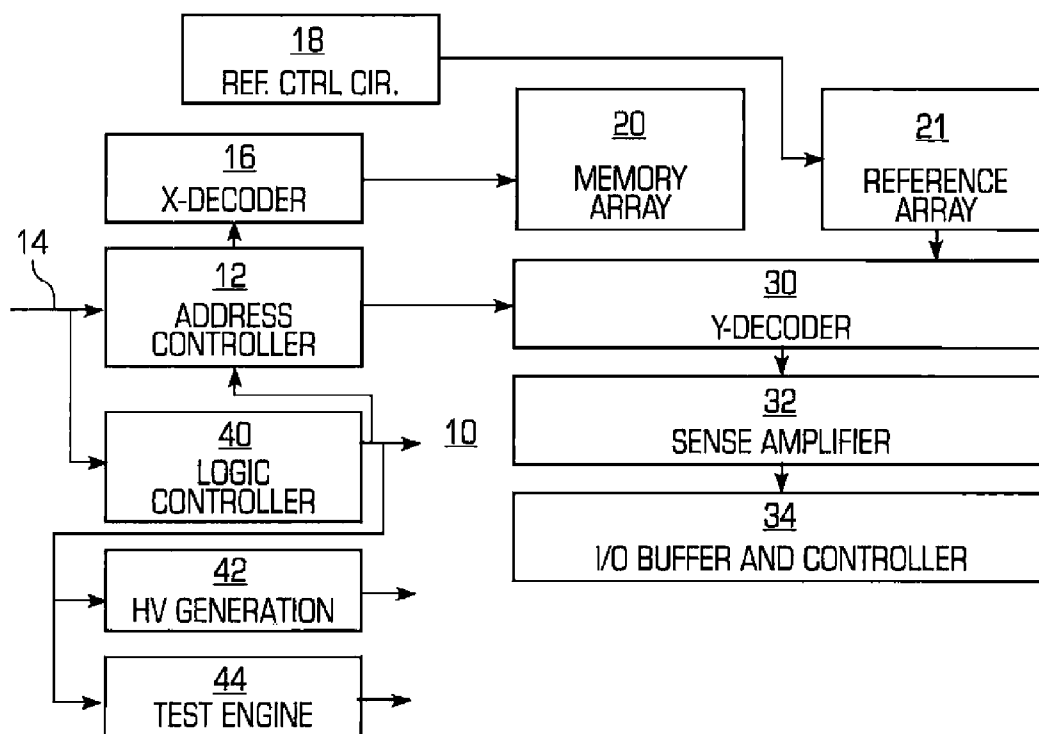 18
REF. CTRL CIR.
20
MEMORY
ARRAY
21
REFERENCE
ARRAY
16
X-DECODER
14
12
ADDRESS
CONTROLLER
30
Y-DECODER
40
LOGIC
CONTROLLER
10
32
SENSE AMPLIFIER
34
I/O BUFFER AND CONTROLLER
42
HV GENERATION
44
TEST ENGINE